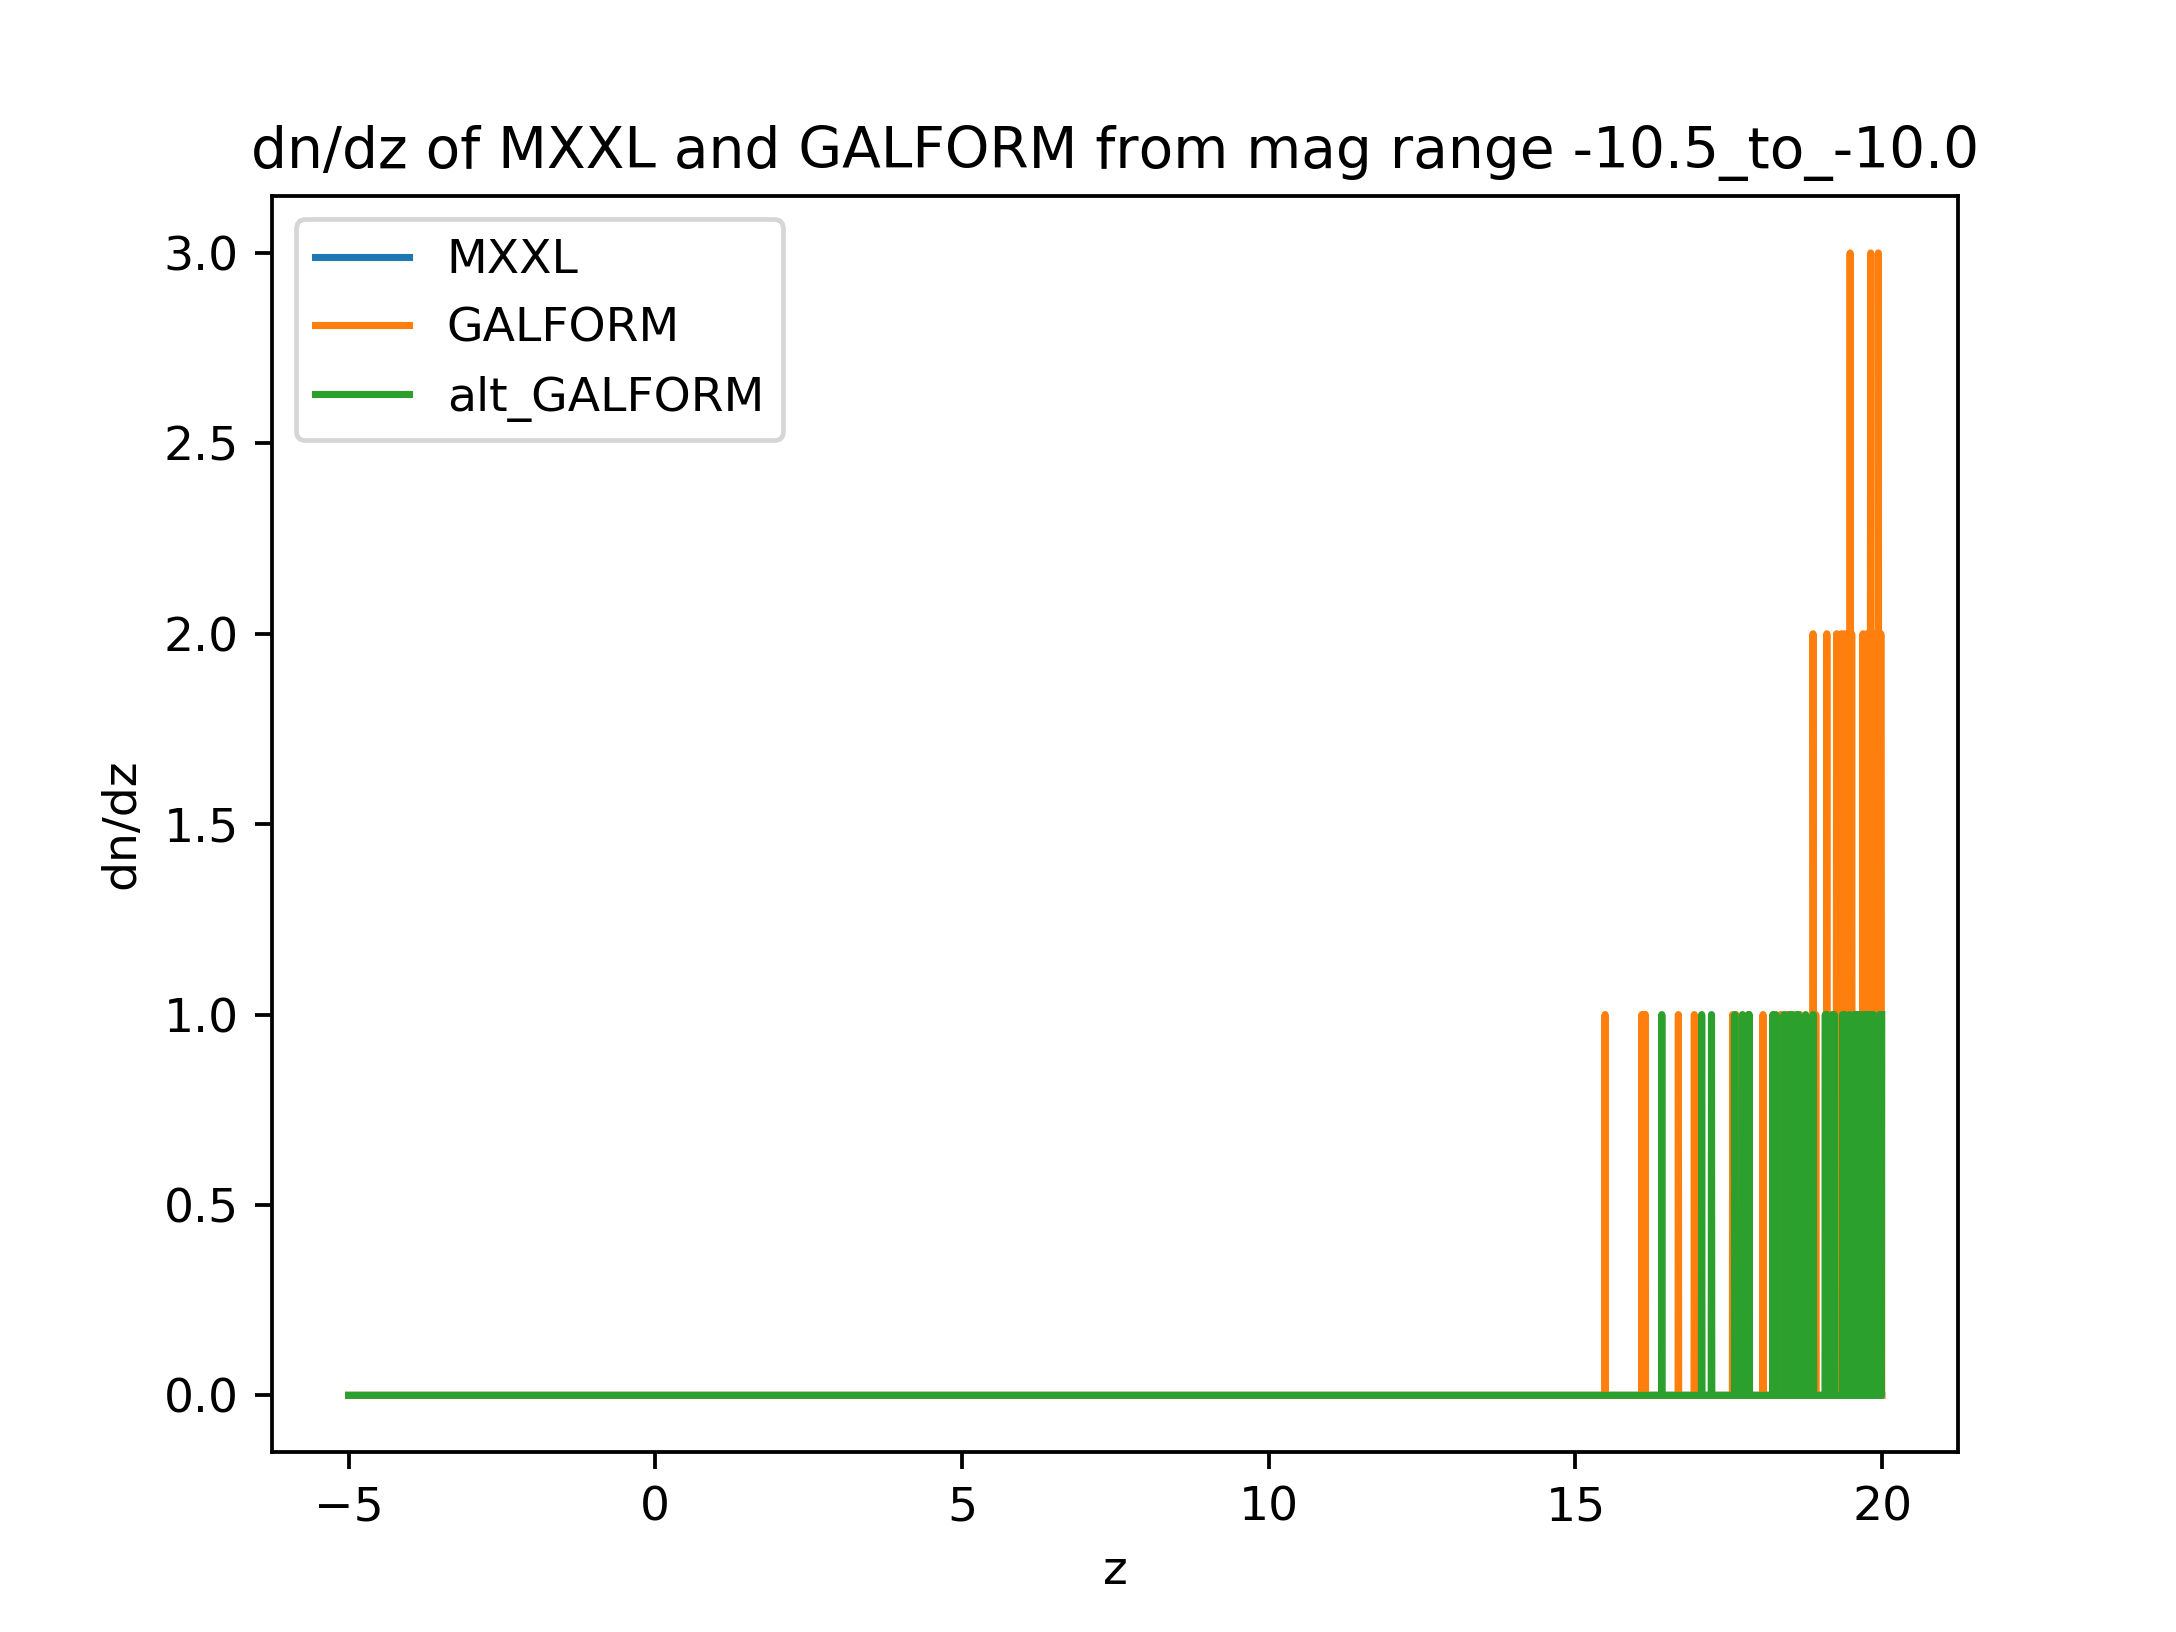 dn/dz of MXXL and GALFORM from mag range -10.5_to_-10.0
MXXL
GALFORM
alt_GALFORM
3.0
2.5
2.0
1.5
1.0
0.5
0.0
dn/dz
−5 0 5 10 15 20
z